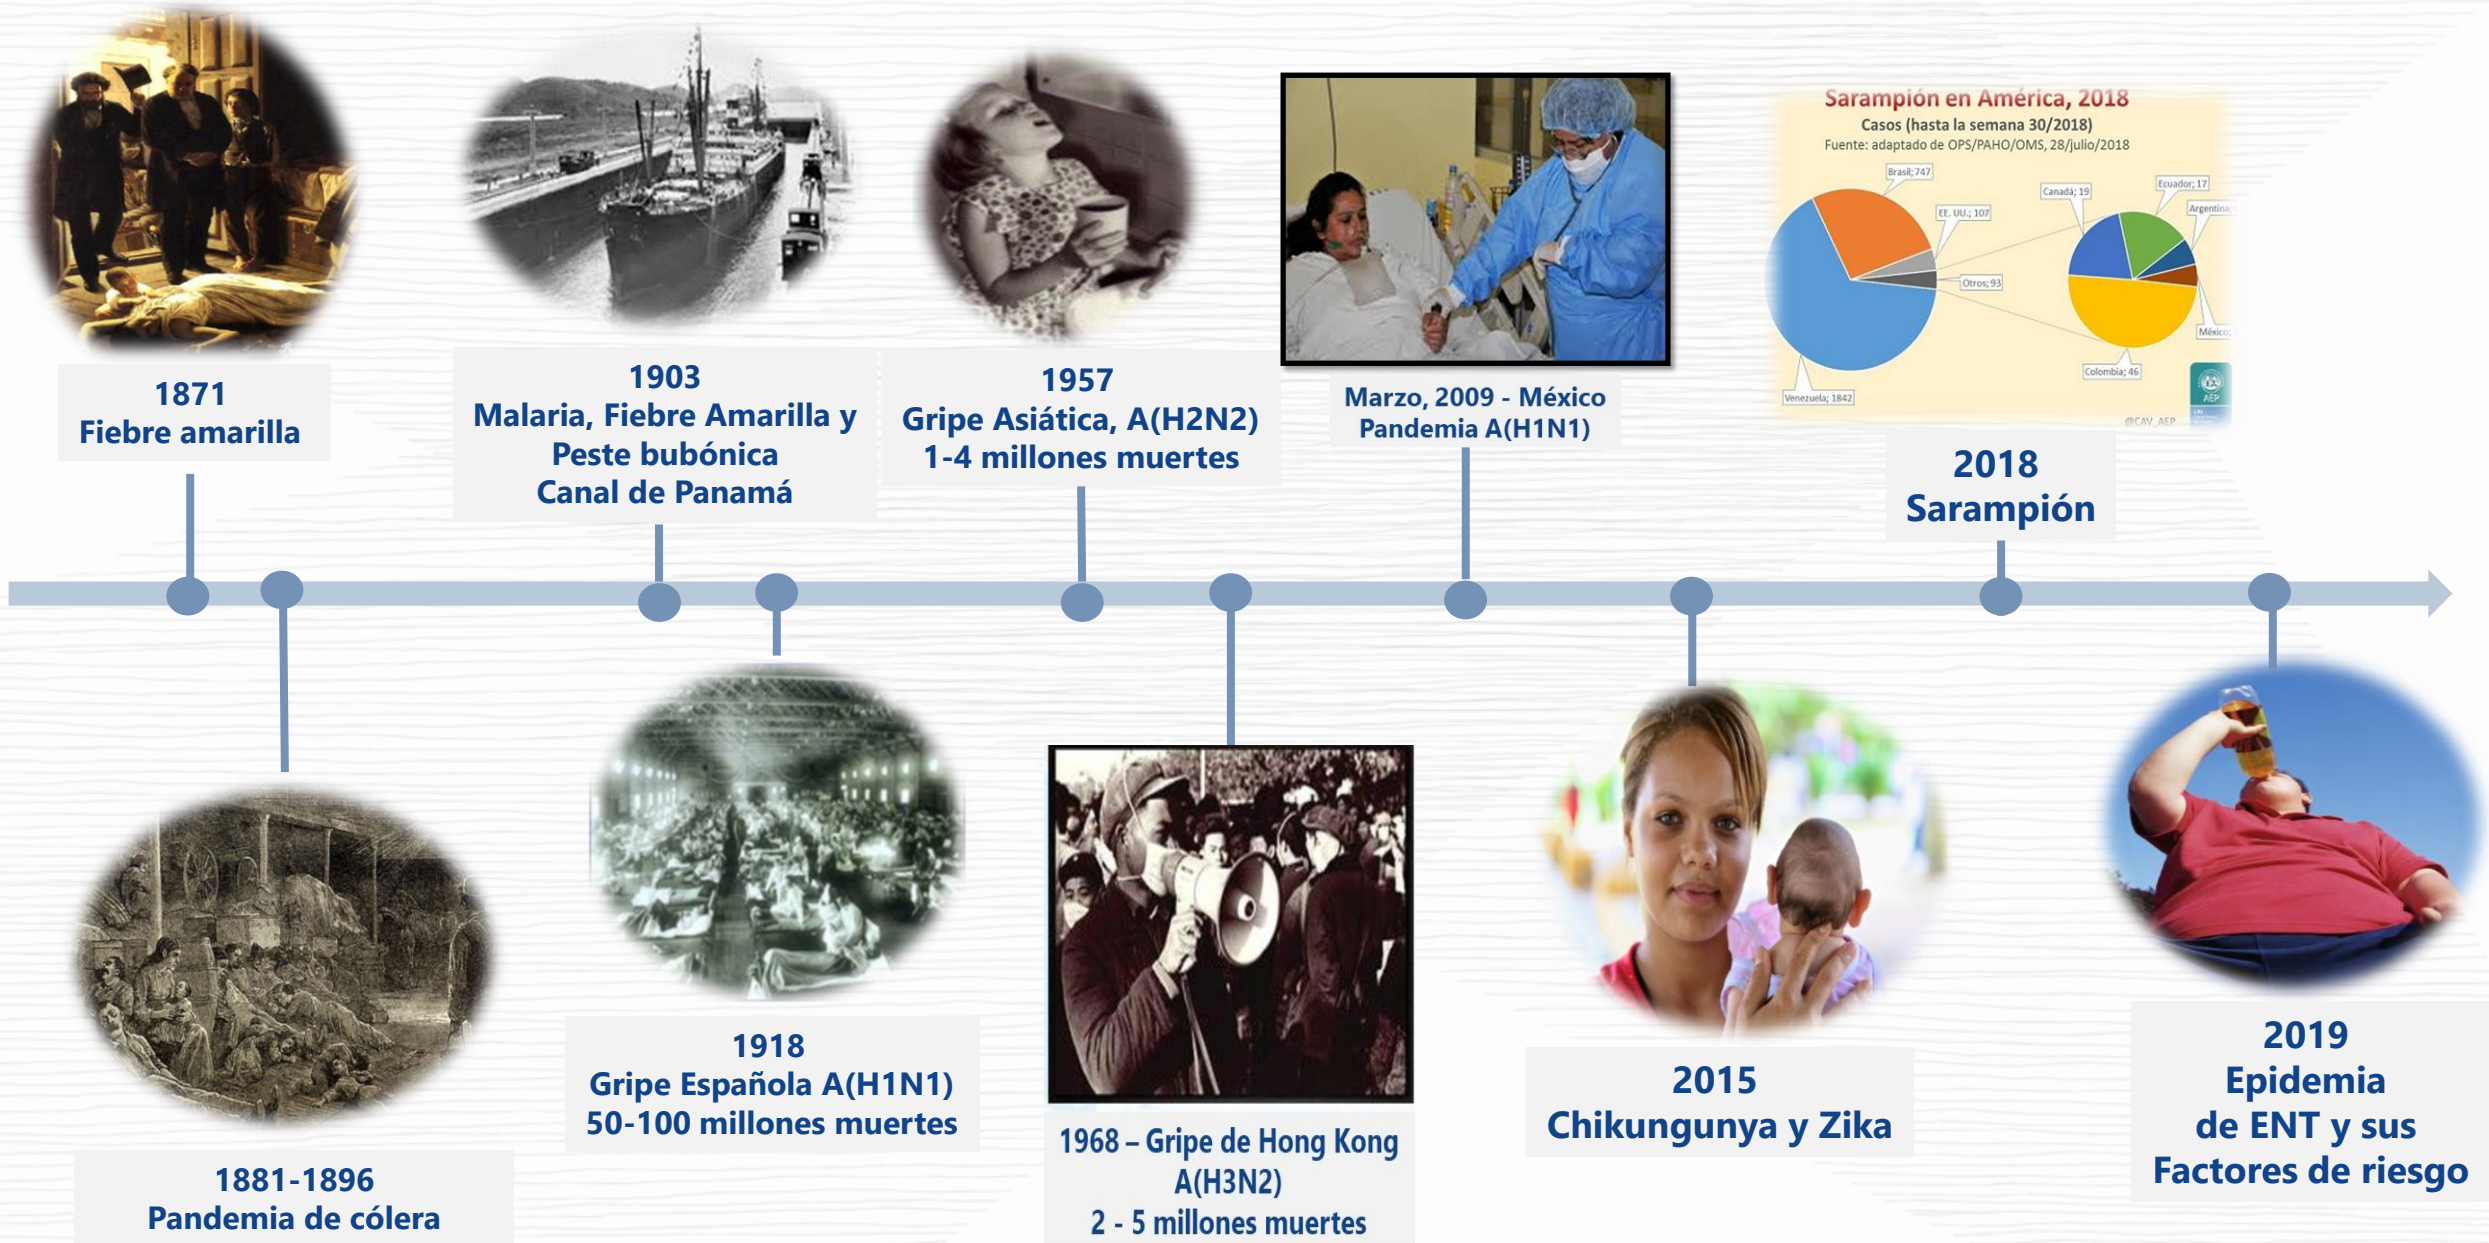 1871
Fiebre amarilla
1881-1896
Pandemia de cólera
1903
Malaria, Fiebre Amarilla y
Peste bubónica
Canal de Panamá
1918
Gripe Española A(H1N1)
50-100 millones muertes
1957
Gripe Asiática, A(H2N2)
1-4 millones muertes
1968 – Gripe de Hong Kong
A(H3N2)
2 - 5 millones muertes
Marzo, 2009 - México
Pandemia A(H1N1)
2015
Chikungunya y Zika
Sarampión en América, 2018
Casos (hasta la semana 30/2018)
Fuente: adaptado de OPS/PAHO/OMS, 28/julio/2018
Brasil; 747
EE. UU.; 107
Otros; 93
Venezuela; 1842
Canadá; 19
Ecuador; 17
Argentina;
México;
Colombia; 46
AEP
@CAV_AEP
2018
Sarampión
2019
Epidemia
de ENT y sus
Factores de riesgo